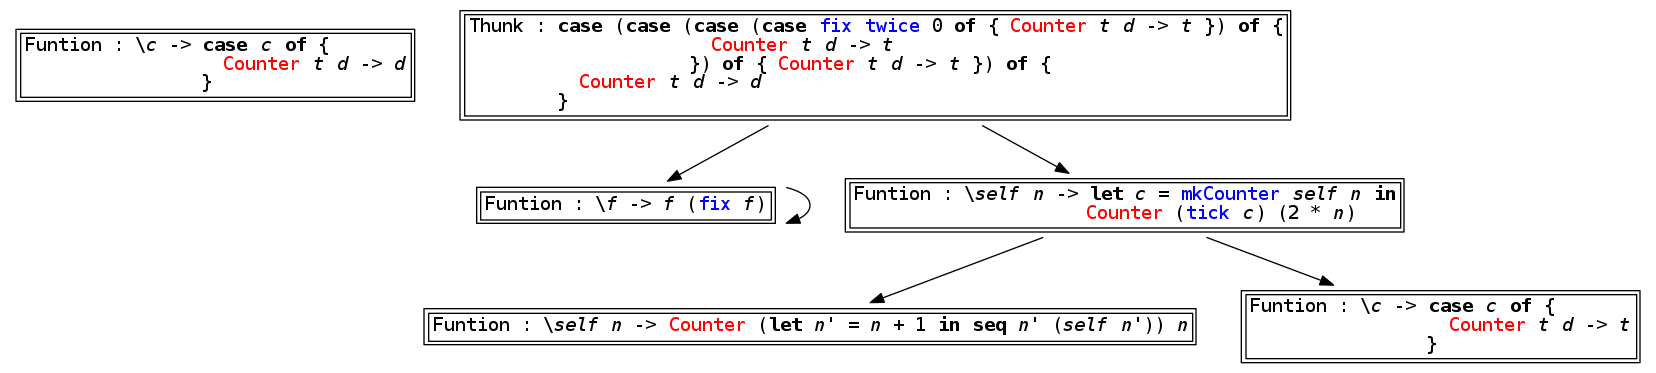 Funtion : \c -> case c of {
Counter t d -> d
}
Thunk : case (case (case (case fix twice 0 of { Counter t d -> t }) of {
Counter t d -> t
}) of { Counter t d -> t }) of {
Counter t d -> d
}
Funtion : \f -> f (fix f)
Funtion : \self n -> let c = mkCounter self n in
Counter (tick c) (2 * n)
Funtion : \self n -> Counter (let n' = n + 1 in seq n' (self n')) n
Funtion : \c -> case c of {
Counter t d -> t
}